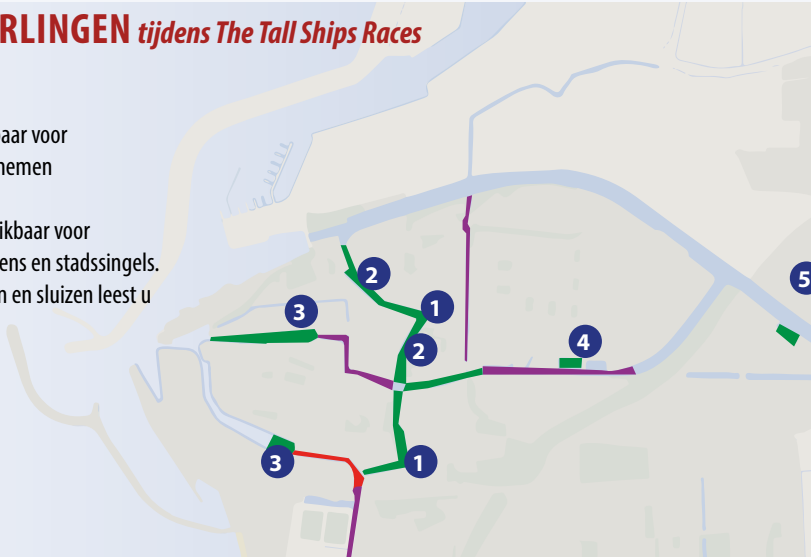 RLINGEN tijdens The Tall Ships Races
aar voor
nemen
ikbaar voor
ens en stadssingels.
n en sluizen leest u
2
1
5
3
2
4
3
1